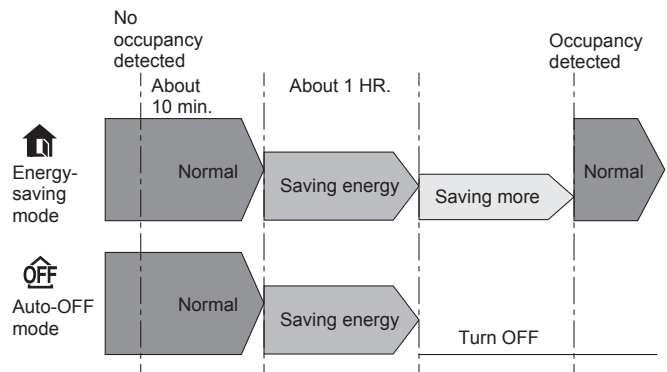 No
occupancy
detected
Occupancy
detected
About
10 min.
About 1 HR.
Energy-
saving
mode
Normal
Saving energy
Saving more
Normal
OFF
Auto-OFF
mode
Normal
Saving energy
Turn OFF